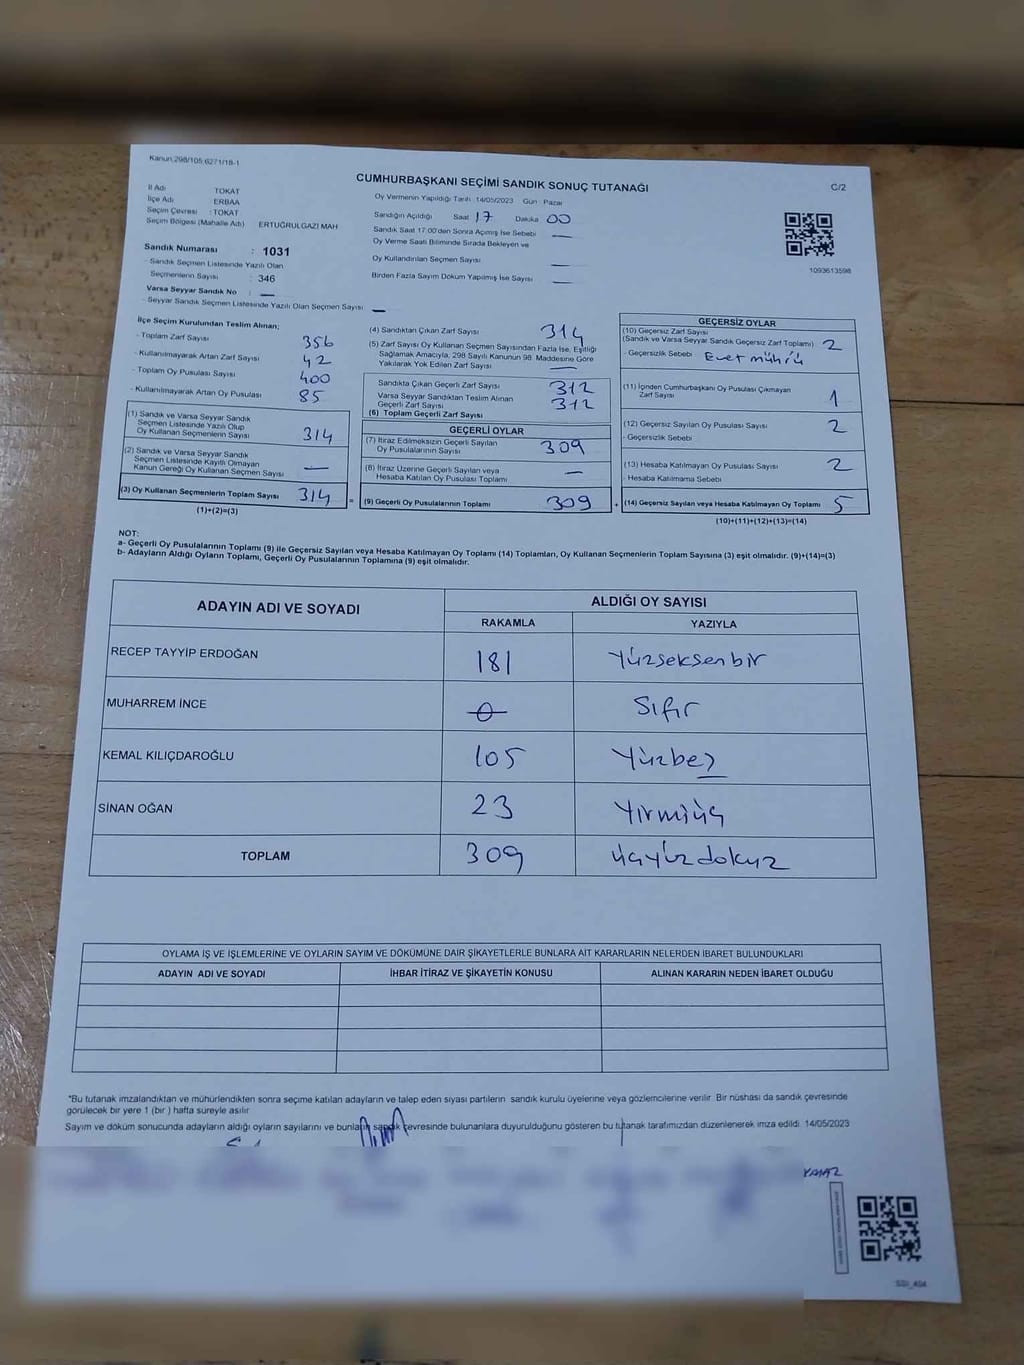 Kanun:298/105;6271/18-1
CUMHURBAŞKANI SEÇİMİ SANDIK SONUÇ TUTANAĞI
C/2
İl Adı TOKAT
İlçe Adı ERBAA
Seçim Çevresi : TOKAT
Seçim Bölgesi (Mahalle Adı) ERTUĞRULGAZİ MAH
Sandık Numarası : 1031
- Sandık Seçmen Listesinde Yazılı Olan
Seçmenlerin Sayısı : 346
Varsa Seyyar Sandık No : —
- Seyyar Sandık Seçmen Listesinde Yazılı Olan Seçmen Sayısı —
Oy Vermenin Yapıldığı Tarih: 14/05/2023 Gün : Pazar
Sandığın Açıldığı Saat 17 Dakika 00
Sandık Saat 17:00'den Sonra Açılmış İse Sebebi —
Oy Verme Saati Bitiminde Sırada Bekleyen ve
Oy Kullandırılan Seçmen Sayısı —
Birden Fazla Sayım Döküm Yapılmış İse Sayısı —
1093613598
İlçe Seçim Kurulundan Teslim Alınan;
- Toplam Zarf Sayısı 356
- Kullanılmayarak Artan Zarf Sayısı 42
- Toplam Oy Pusulası Sayısı 400
- Kullanılmayarak Artan Oy Pusulası 85
(1) Sandık ve Varsa Seyyar Sandık
Seçmen Listesinde Yazılı Olup
Oy Kullanan Seçmenlerin Sayısı 314
(2) Sandık ve Varsa Seyyar Sandık
Seçmen Listesinde Kayıtlı Olmayan
Kanun Gereği Oy Kullanan Seçmen Sayısı —
(3) Oy Kullanan Seçmenlerin Toplam Sayısı 314 =
(1)+(2)=(3)
(4) Sandıktan Çıkan Zarf Sayısı 314
(5) Zarf Sayısı Oy Kullanan Seçmen Sayısından Fazla İse, Eşitliği
Sağlamak Amacıyla, 298 Sayılı Kanunun 98. Maddesine Göre
Yakılarak Yok Edilen Zarf Sayısı —
Sandıkta Çıkan Geçerli Zarf Sayısı 312
Varsa Seyyar Sandıktan Teslim Alınan
Geçerli Zarf Sayısı 312
(6) Toplam Geçerli Zarf Sayısı
GEÇERLİ OYLAR
(7) İtiraz Edilmeksizin Geçerli Sayılan
Oy Pusulalarının Sayısı 309
(8) İtiraz Üzerine Geçerli Sayılan veya
Hesaba Katılan Oy Pusulası Toplamı —
(9) Geçerli Oy Pusulalarının Toplamı 309 +
GEÇERSİZ OYLAR
(10) Geçersiz Zarf Sayısı
(Sandık ve Varsa Seyyar Sandık Geçersiz Zarf Toplamı) 2
- Geçersizlik Sebebi Evet mührü
(11) İçinden Cumhurbaşkanı Oy Pusulası Çıkmayan
Zarf Sayısı 1
(12) Geçersiz Sayılan Oy Pusulası Sayısı 2
- Geçersizlik Sebebi
(13) Hesaba Katılmayan Oy Pusulası Sayısı 2
- Hesaba Katılmama Sebebi
(14) Geçersiz Sayılan veya Hesaba Katılmayan Oy Toplamı 5
(10)+(11)+(12)+(13)=(14)
NOT:
a- Geçerli Oy Pusulalarının Toplamı (9) ile Geçersiz Sayılan veya Hesaba Katılmayan Oy Toplamı (14) Toplamları, Oy Kullanan Seçmenlerin Toplam Sayısına (3) eşit olmalıdır. (9)+(14)=(3)
b- Adayların Aldığı Oyların Toplamı, Geçerli Oy Pusulalarının Toplamına (9) eşit olmalıdır.
ADAYIN ADI VE SOYADI ALDIĞI OY SAYISI
RAKAMLA YAZIYLA
RECEP TAYYİP ERDOĞAN 181 Yüzseksenbir
MUHARREM İNCE 0 Sıfır
KEMAL KILIÇDAROĞLU 105 Yüzbeş
SİNAN OĞAN 23 Yirmiüç
TOPLAM 309 üçyüzdokuz
OYLAMA İŞ VE İŞLEMLERİNE VE OYLARIN SAYIM VE DÖKÜMÜNE DAİR ŞİKAYETLERLE BUNLARA AİT KARARLARIN NELERDEN İBARET BULUNDUKLARI
ADAYIN ADI VE SOYADI İHBAR İTİRAZ VE ŞİKAYETİN KONUSU ALINAN KARARIN NEDEN İBARET OLDUĞU
*Bu tutanak imzalandıktan ve mühürlendikten sonra seçime katılan adayların ve talep eden siyasi partilerin sandık kurulu üyelerine veya gözlemcilerine verilir. Bir nüshası da sandık çevresinde
görülecek bir yere 1 (bir ) hafta süreyle asılır
Sayım ve döküm sonucunda adayların aldığı oyların sayılarını ve bunların sandık çevresinde bulunanlara duyurulduğunu gösteren bu tutanak tarafımızdan düzenlenerek imza edildi. 14/05/2023